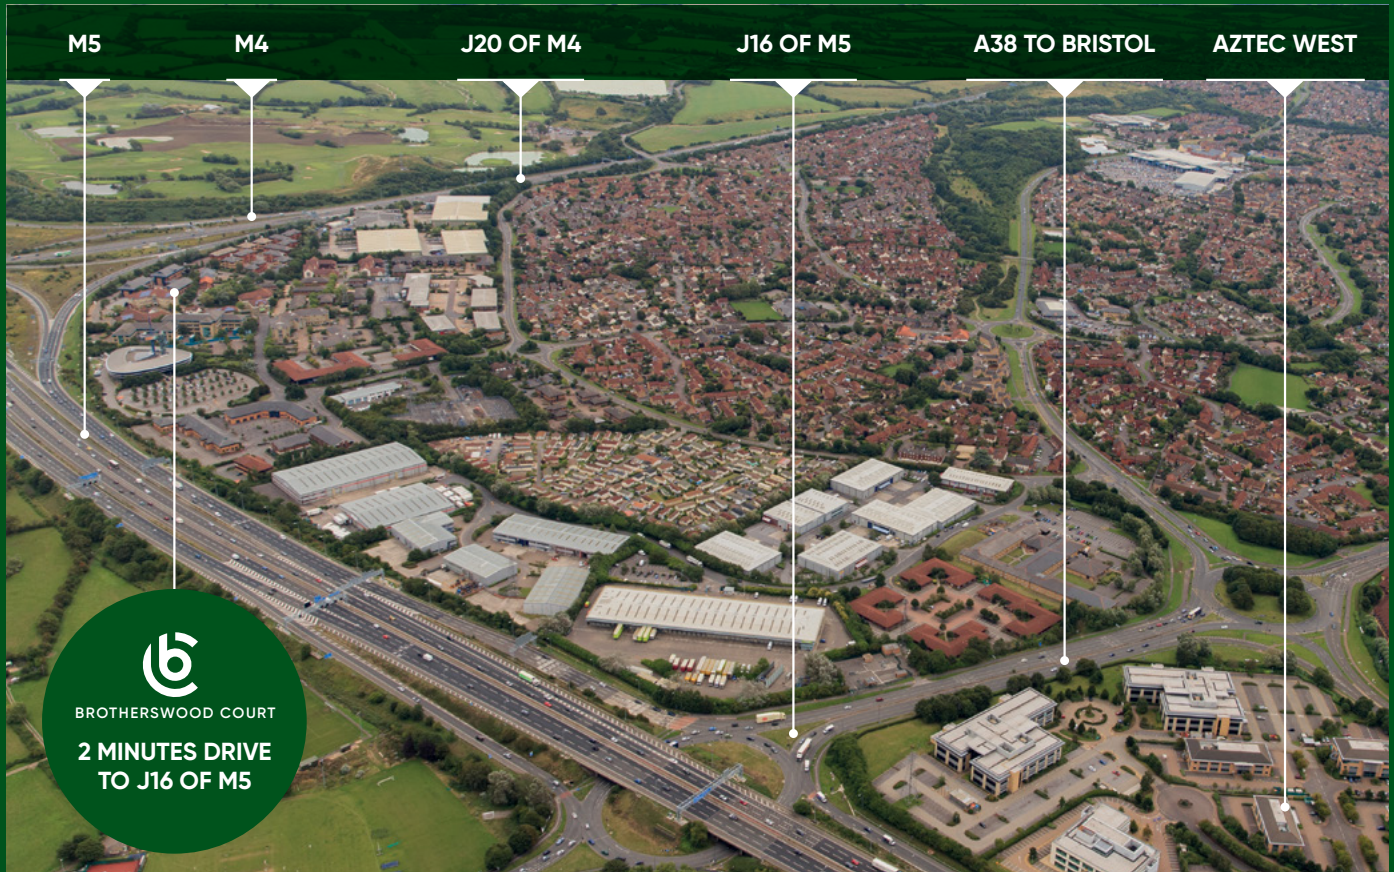 M5
M4
J20 OF M4
J16 OF M5
A38 TO BRISTOL
AZTEC WEST
BROTHERSWOOD COURT
2 MINUTES DRIVE
TO J16 OF M5